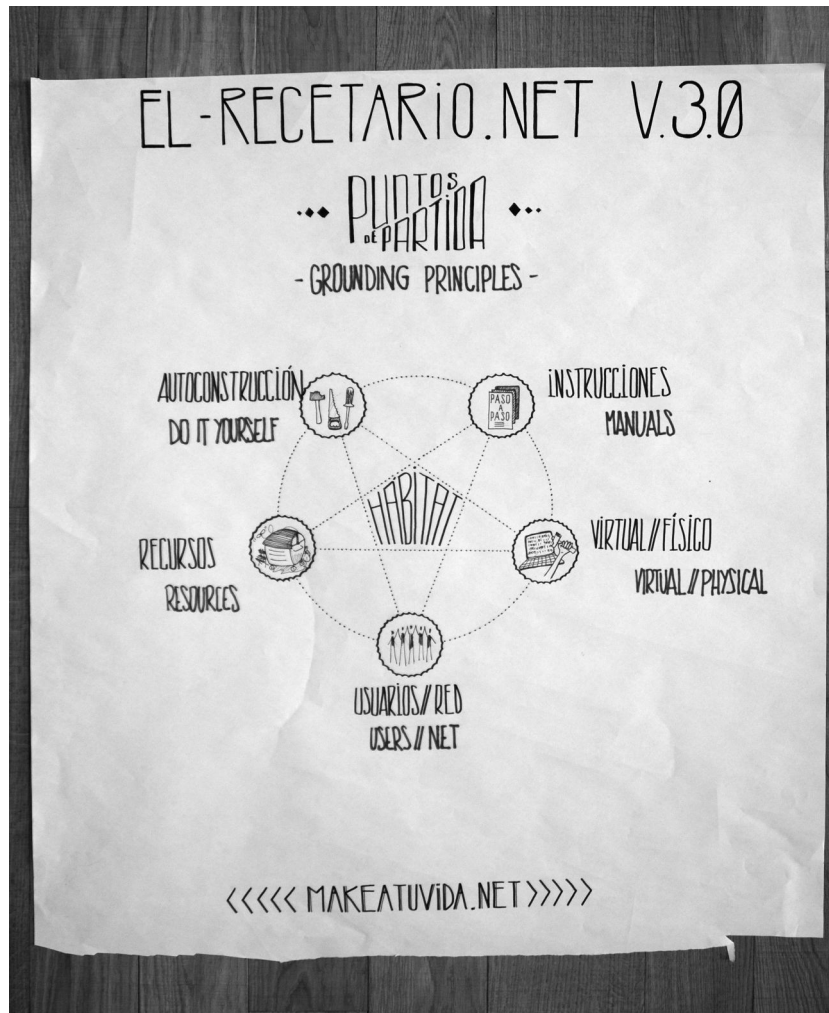 EL-RECETARiO.NET V.3.0
PUNTOS
DE PARTiDA
- GROUNDING PRINCIPLES -
AUTOCONSTRUCCIÓN
DO IT YOURSELF
iNSTRUCCIONES
MANUALS
PASO
A
PASO
HÁBiTAT
RECURSOS
RESOURCES
VIRTUAL//FÍSICO
VIRTUAL//PHYSICAL
USUARiOS//RED
USERS//NET
<<<<< MAKEATUViDA.NET >>>>>